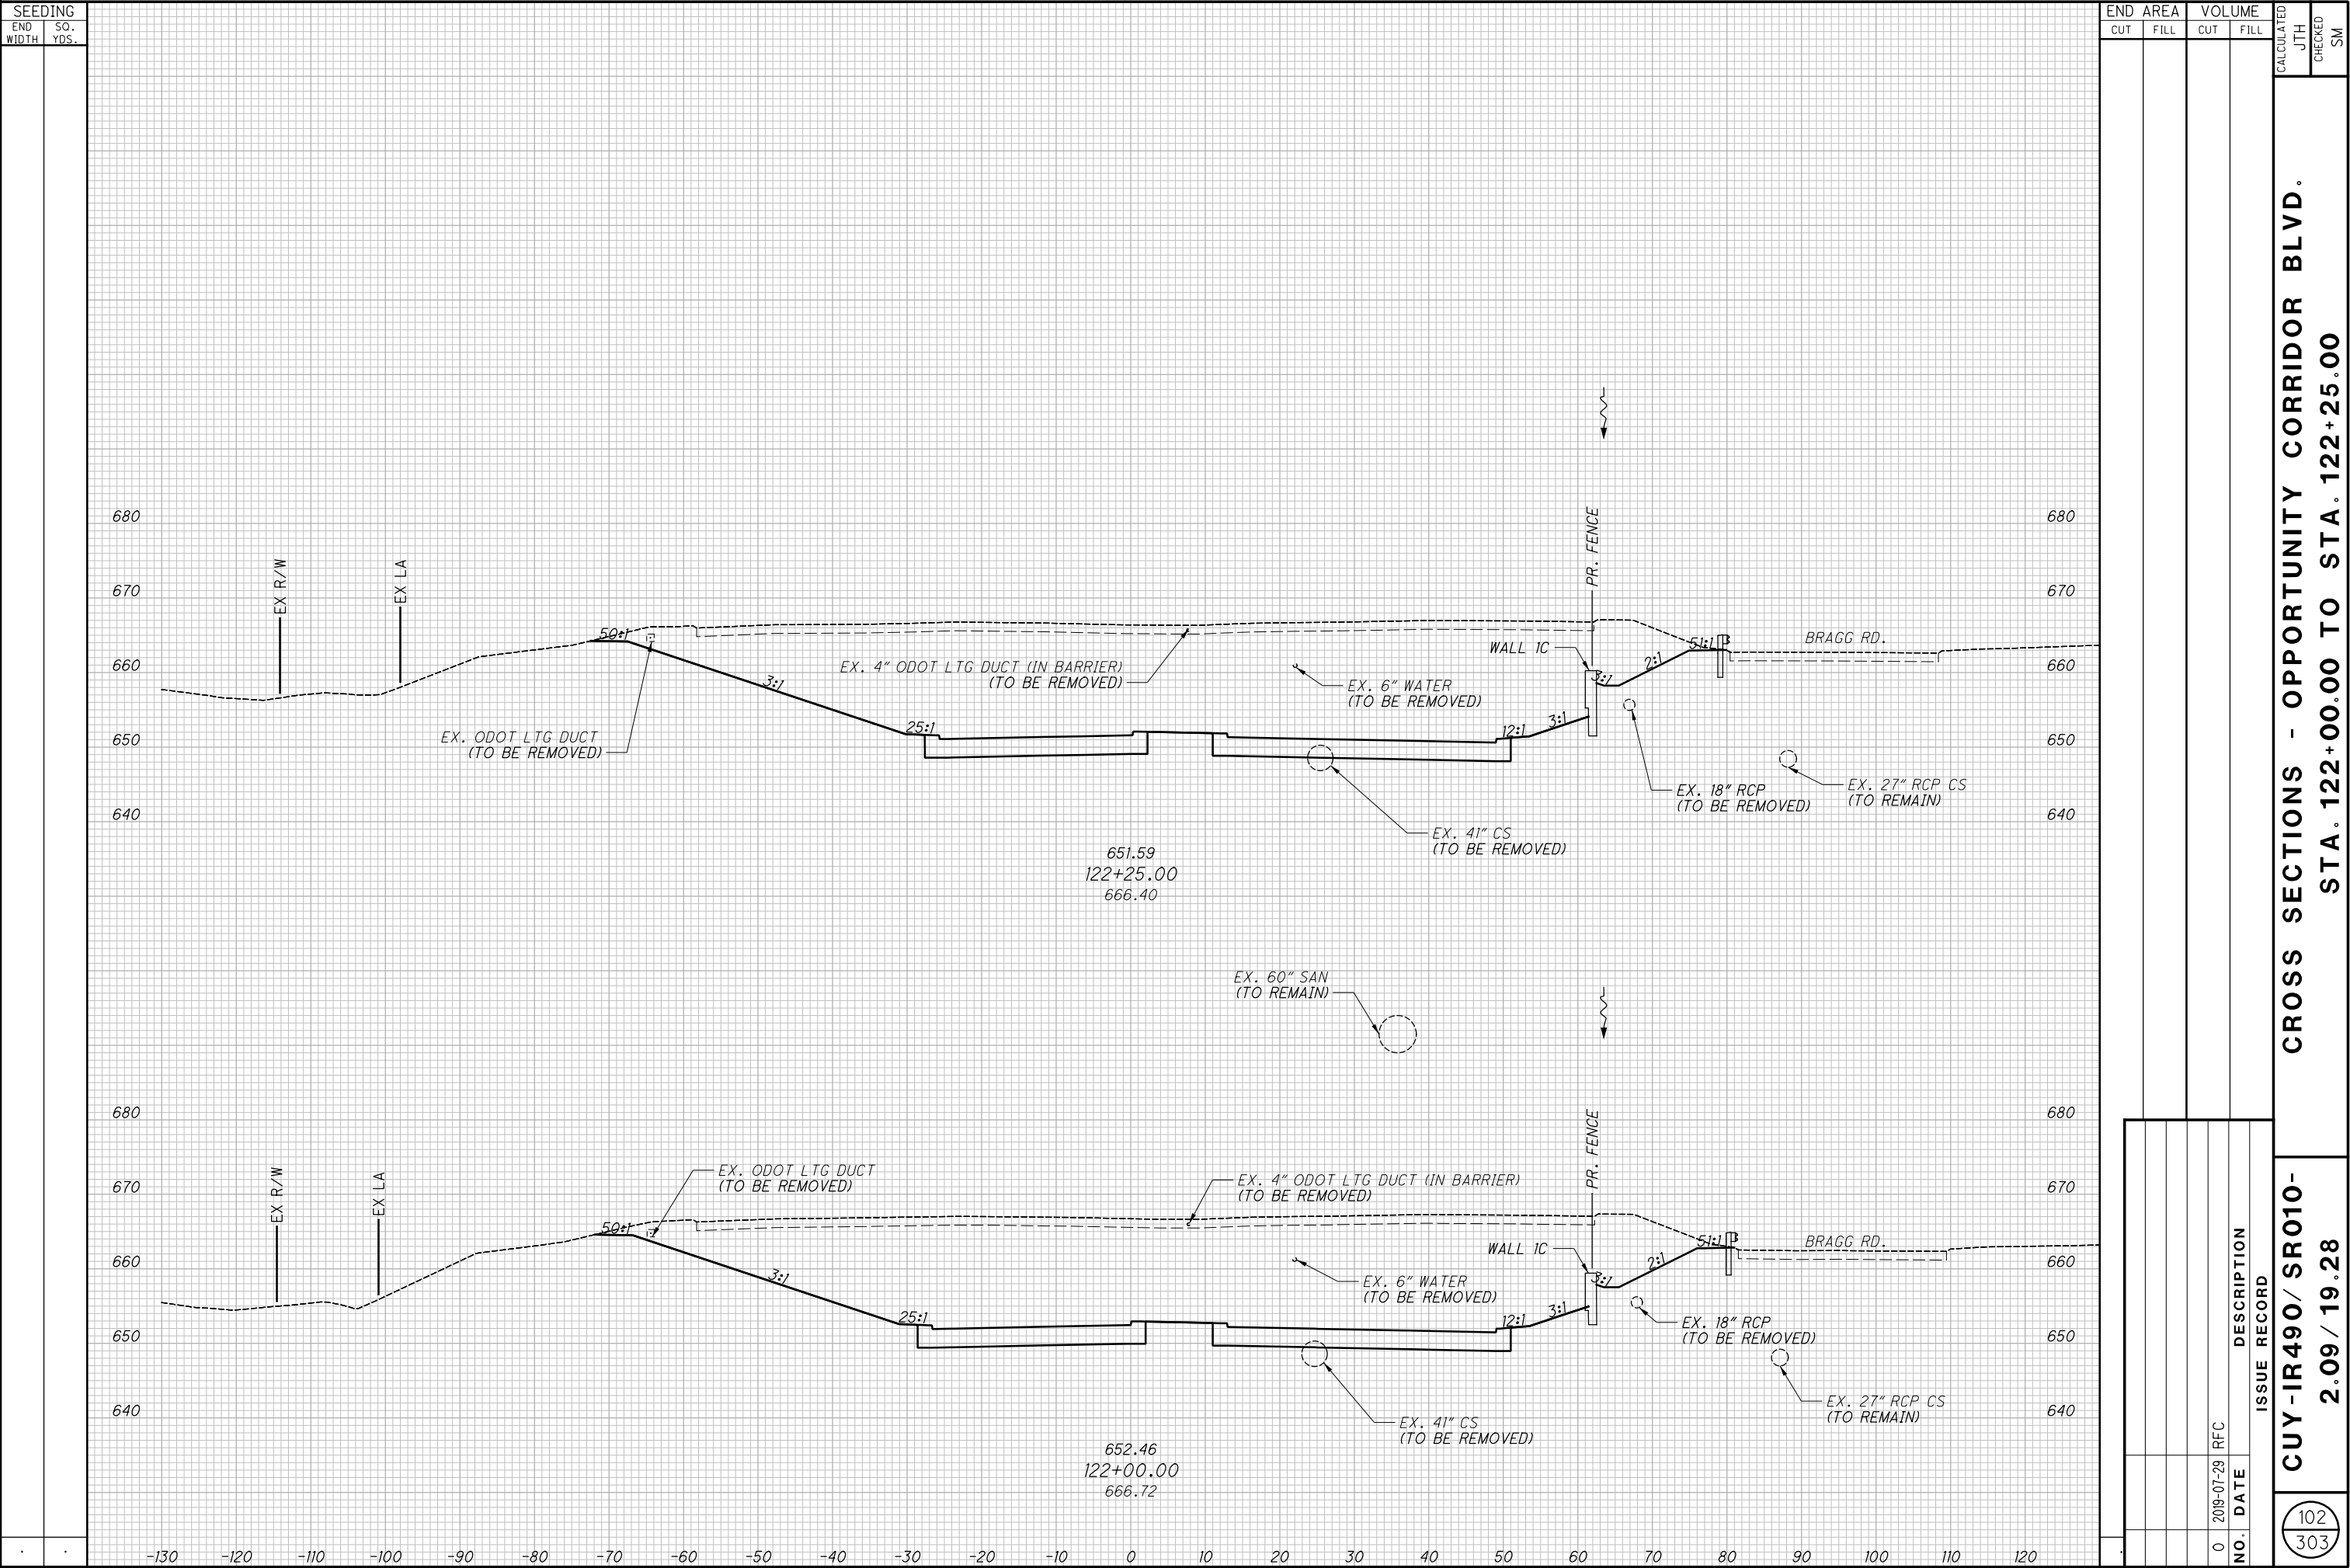 SEEDING
END WIDTH
SQ. YDS.
END AREA
VOLUME
CUT
FILL
CUT
FILL
CALCULATED
JTH
CHECKED
SM
CROSS SECTIONS - OPPORTUNITY CORRIDOR BLVD.
STA. 122+00.00 TO STA. 122+25.00
680
680
PR. FENCE
EX R/W
EX LA
670
670
50:1
51:1
BRAGG RD.
WALL 1C
660
660
EX. 4" ODOT LTG DUCT (IN BARRIER)
(TO BE REMOVED)
2:1
3:1
3:1
EX. 6" WATER
(TO BE REMOVED)
EX. ODOT LTG DUCT
(TO BE REMOVED)
25:1
12:1
3:1
650
650
EX. 18" RCP
(TO BE REMOVED)
EX. 27" RCP CS
(TO REMAIN)
640
640
EX. 41" CS
(TO BE REMOVED)
651.59
122+25.00
666.40
EX. 60" SAN
(TO REMAIN)
680
680
PR. FENCE
EX R/W
EX LA
670
670
EX. ODOT LTG DUCT
(TO BE REMOVED)
EX. 4" ODOT LTG DUCT (IN BARRIER)
(TO BE REMOVED)
50:1
51:1
BRAGG RD.
WALL 1C
660
660
2:1
3:1
3:1
EX. 6" WATER
(TO BE REMOVED)
25:1
12:1
3:1
EX. 18" RCP
(TO BE REMOVED)
650
650
EX. 27" RCP CS
(TO REMAIN)
640
640
EX. 41" CS
(TO BE REMOVED)
652.46
122+00.00
666.72
-130 -120 -110 -100 -90 -80 -70 -60 -50 -40 -30 -20 -10 0 10 20 30 40 50 60 70 80 90 100 110 120
0 2019-07-29 RFC
NO. DATE DESCRIPTION
ISSUE RECORD
CUY-IR490/SR010-
2.09/19.28
102
303